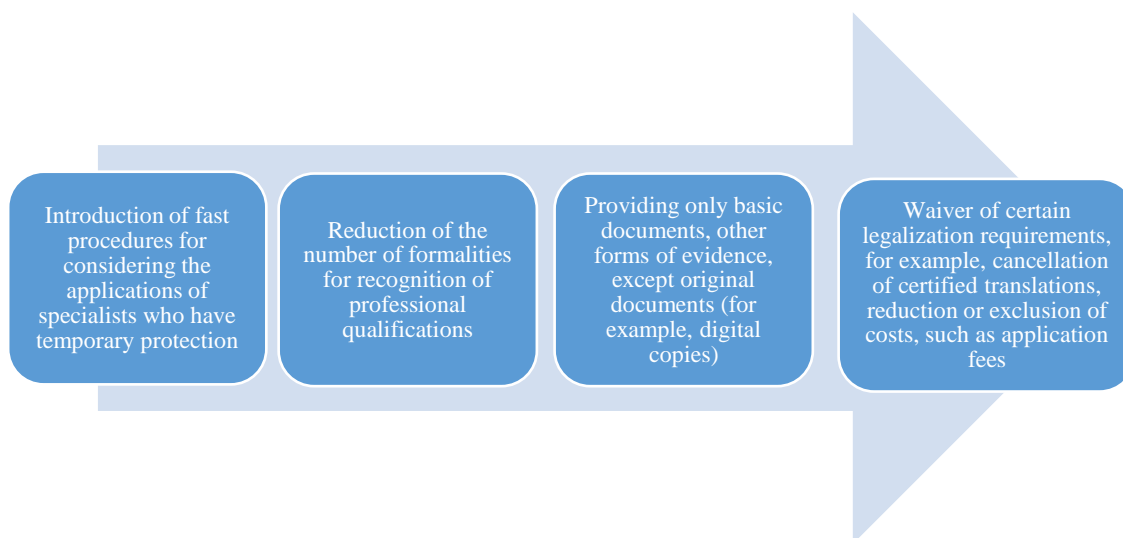 Introduction of fast
procedures for
considering the
applications of
specialists who have
temporary protection
Reduction of the
number of formalities
for recognition of
professional
qualifications
Providing only basic
documents, other
forms of evidence,
except original
documents (for
example, digital
copies)
Waiver of certain
legalization requirements,
for example, cancellation
of certified translations,
reduction or exclusion of
costs, such as application
fees